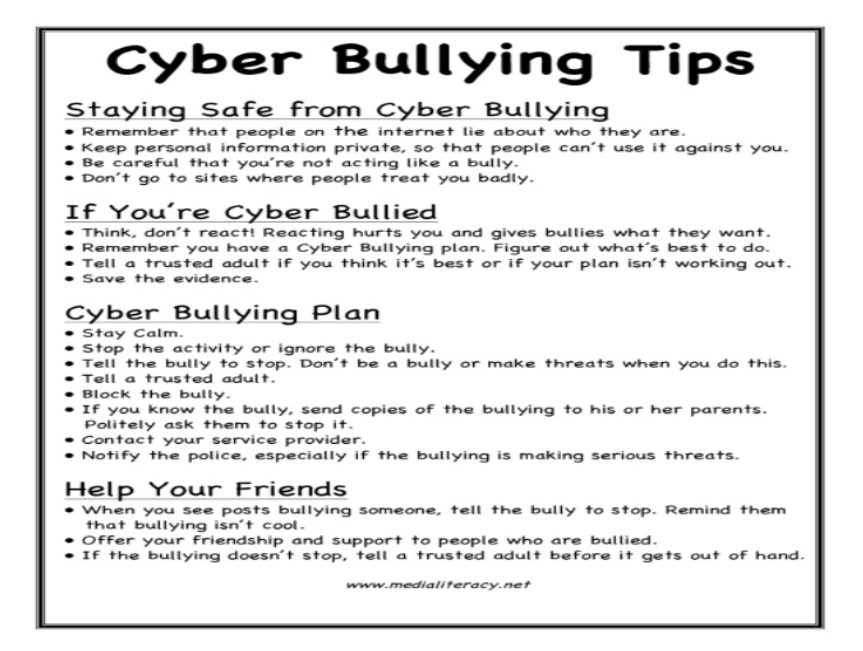 Cyber Bullying Tips
Staying Safe from Cyber Bullying
• Remember that people on the internet lie about who they are.
• Keep personal information private, so that people can't use it against you.
• Be careful that you're not acting like a bully.
• Don't go to sites where people treat you badly.
If You're Cyber Bullied
• Think, don't react! Reacting hurts you and gives bullies what they want.
• Remember you have a Cyber Bullying plan. Figure out what's best to do.
• Tell a trusted adult if you think it's best or if your plan isn't working out.
• Save the evidence.
Cyber Bullying Plan
• Stay Calm.
• Stop the activity or ignore the bully.
• Tell the bully to stop. Don't be a bully or make threats when you do this.
• Tell a trusted adult.
• Block the bully.
• If you know the bully, send copies of the bullying to his or her parents.
Politely ask them to stop it.
• Contact your service provider.
• Notify the police, especially if the bullying is making serious threats.
Help Your Friends
• When you see posts bullying someone, tell the bully to stop. Remind them
that bullying isn't cool.
• Offer your friendship and support to people who are bullied.
• If the bullying doesn't stop, tell a trusted adult before it gets out of hand.
www.medialiteracy.net